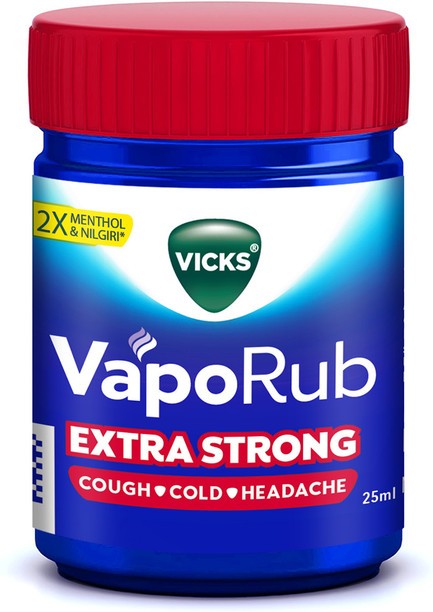 2X MENTHOL
& NILGIRI*
VICKS®
VapoRub
EXTRA STRONG
COUGH COLD HEADACHE
25ml